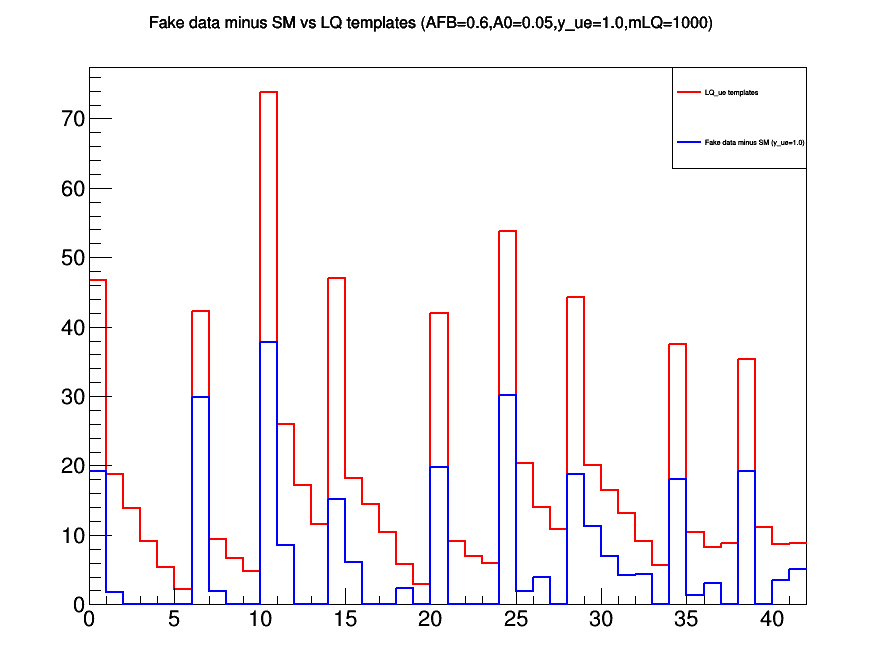 Fake data minus SM vs LQ templates (AFB=0.6,A0=0.05,y_ue=1.0,mLQ=1000)
LQ_ue templates
Fake data minus SM (y_ue=1.0)
70
60
50
40
30
20
10
0
0 5 10 15 20 25 30 35 40